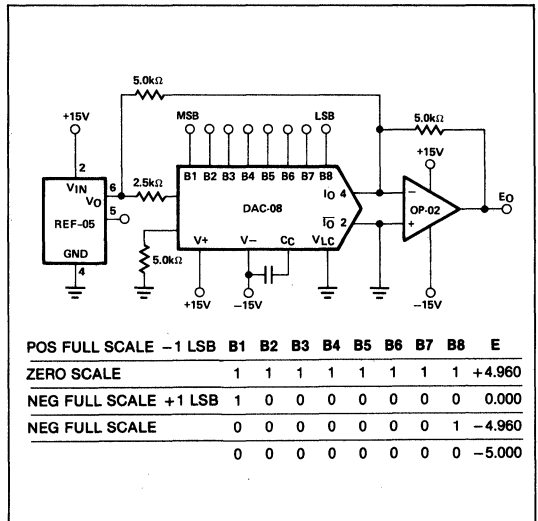 5.0kΩ
+15V
MSB
LSB
5.0kΩ
+15V
2
VIN
6
VO
2.5kΩ
B1 B2 B3 B4 B5 B6 B7 B8
IO 4
−
EO
REF-05
5
DAC-08
IO 2
+
OP-02
GND
V+
V−
CC
VLC
4
5.0kΩ
+15V
−15V
−15V
POS FULL SCALE −1 LSB B1 B2 B3 B4 B5 B6 B7 B8 E
ZERO SCALE 1 1 1 1 1 1 1 1 +4.960
NEG FULL SCALE +1 LSB 1 0 0 0 0 0 0 0 0.000
NEG FULL SCALE 0 0 0 0 0 0 0 1 −4.960
0 0 0 0 0 0 0 0 −5.000